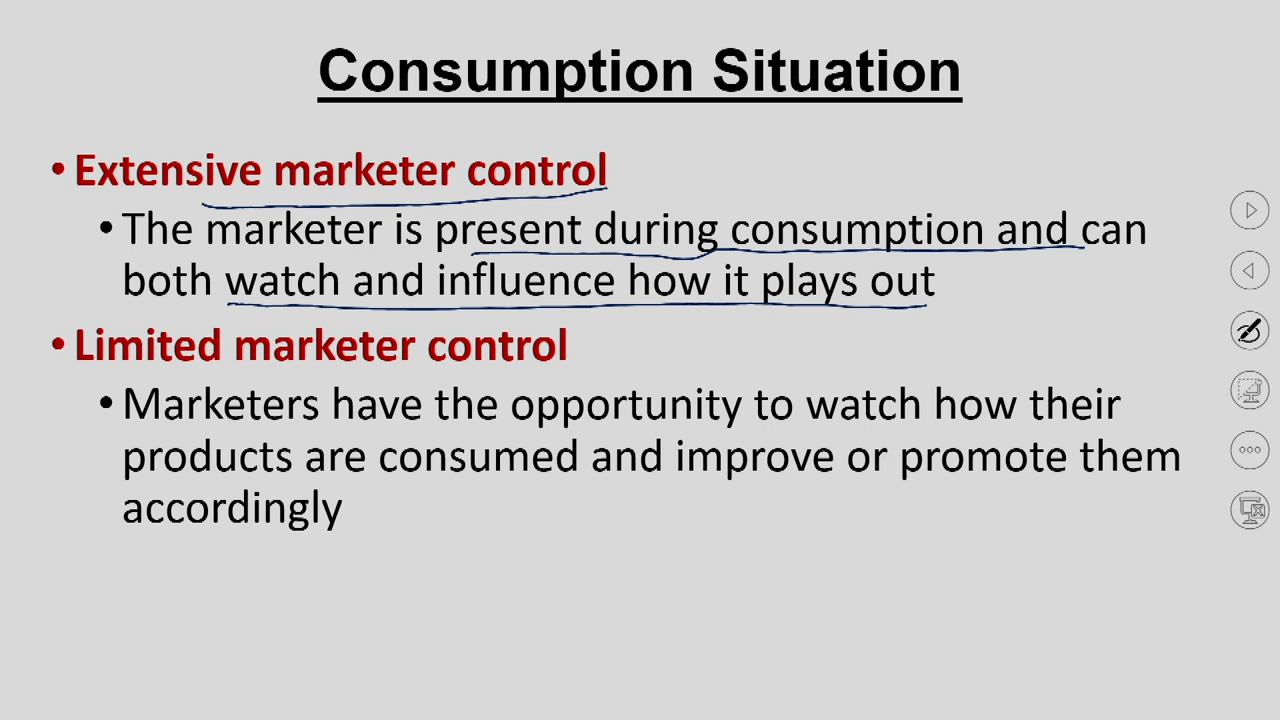 Consumption Situation
• Extensive marketer control
• The marketer is present during consumption and can
both watch and influence how it plays out
• Limited marketer control
• Marketers have the opportunity to watch how their
products are consumed and improve or promote them
accordingly